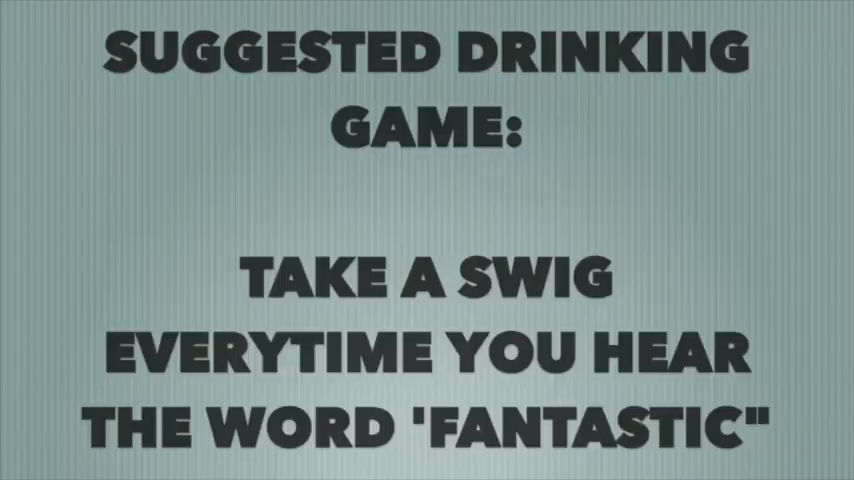 SUGGESTED DRINKING
GAME:
TAKE A SWIG
EVERYTIME YOU HEAR
THE WORD 'FANTASTIC"